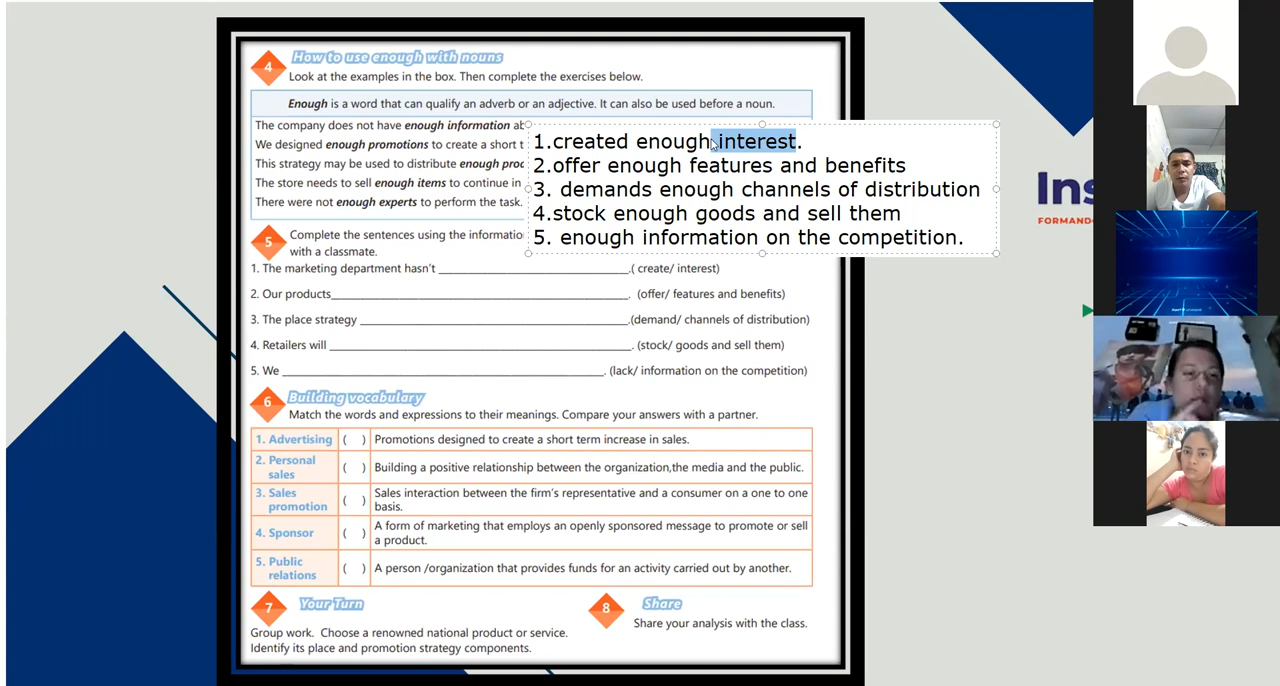 4 How to use enough with nouns
Look at the examples in the box. Then complete the exercises below.
Enough is a word that can qualify an adverb or an adjective. It can also be used before a noun.
The company does not have enough information
We designed enough promotions to create a short
This strategy may be used to distribute enough
The store needs to sell enough items to continue in
There were not enough experts to perform the task.
1.created enough interest.
2.offer enough features and benefits
3. demands enough channels of distribution
4.stock enough goods and sell them
5. enough information on the competition.
Ins
FORMAND
5 Complete the sentences using the information
with a classmate.
1. The marketing department hasn't ______________________________.( create/ interest)
2. Our products______________________________. (offer/ features and benefits)
3. The place strategy ______________________________.(demand/ channels of distribution)
4. Retailers will ______________________________. (stock/ goods and sell them)
5. We ______________________________. (lack/ information on the competition)
6 Building vocabulary
Match the words and expressions to their meanings. Compare your answers with a partner.
1. Advertising ( ) Promotions designed to create a short term increase in sales.
2. Personal sales ( ) Building a positive relationship between the organization,the media and the public.
3. Sales promotion ( ) Sales interaction between the firm's representative and a consumer on a one to one basis.
4. Sponsor ( ) A form of marketing that employs an openly sponsored message to promote or sell a product.
5. Public relations ( ) A person /organization that provides funds for an activity carried out by another.
7 Your Turn
Group work. Choose a renowned national product or service.
Identify its place and promotion strategy components.
8 Share
Share your analysis with the class.